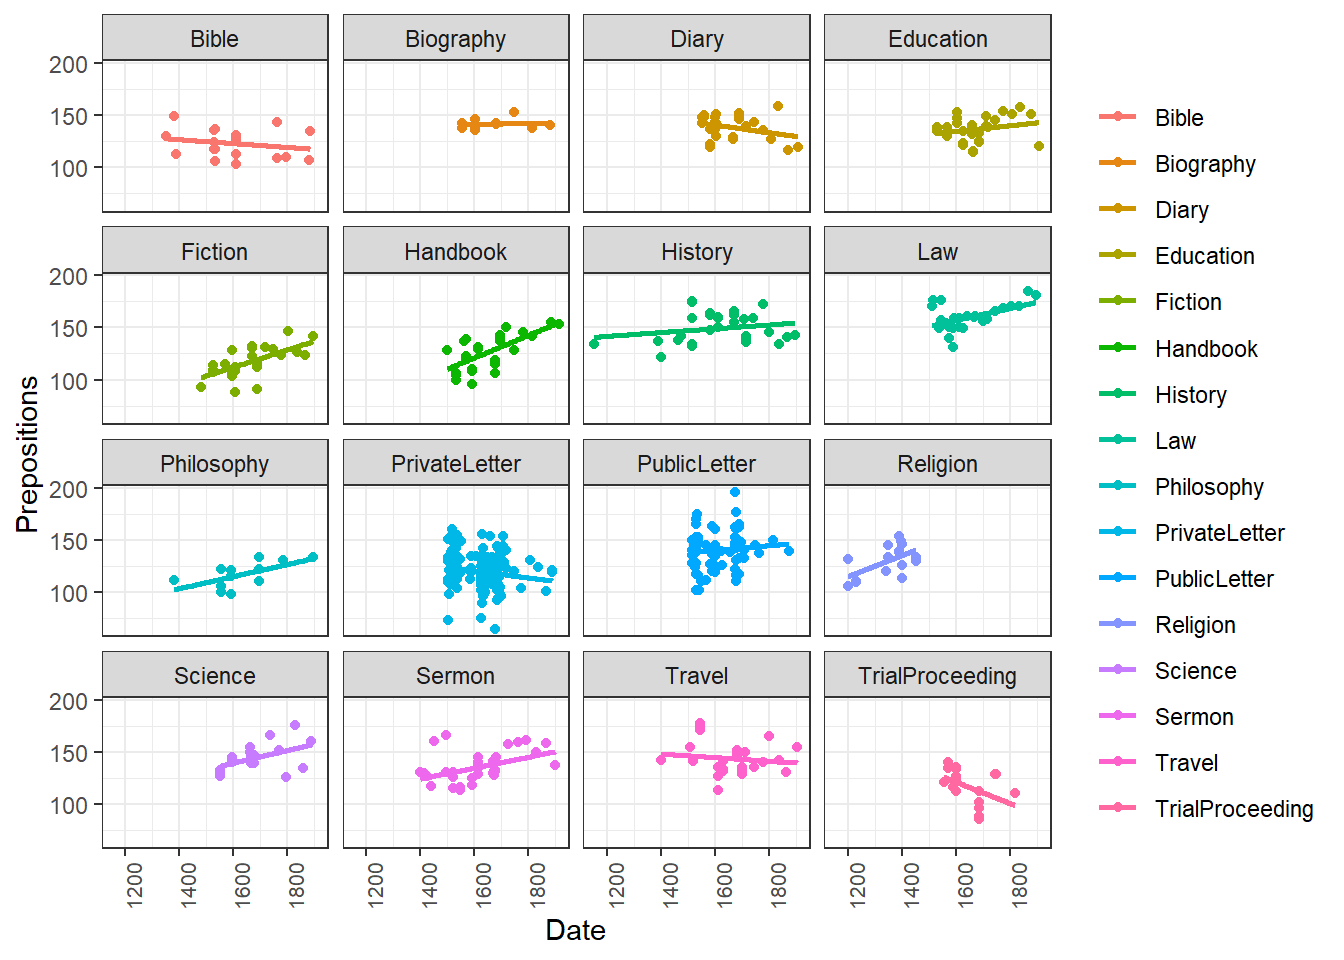 Bible
Biography
Diary
Education
200
150
100
Fiction
Handbook
History
Law
200
150
100
Philosophy
PrivateLetter
PublicLetter
Religion
200
150
100
Science
Sermon
Travel
TrialProceeding
200
150
100
1200
1400
1600
1800
1200
1400
1600
1800
1200
1400
1600
1800
1200
1400
1600
1800
Prepositions
Date
Bible
Biography
Diary
Education
Fiction
Handbook
History
Law
Philosophy
PrivateLetter
PublicLetter
Religion
Science
Sermon
Travel
TrialProceeding